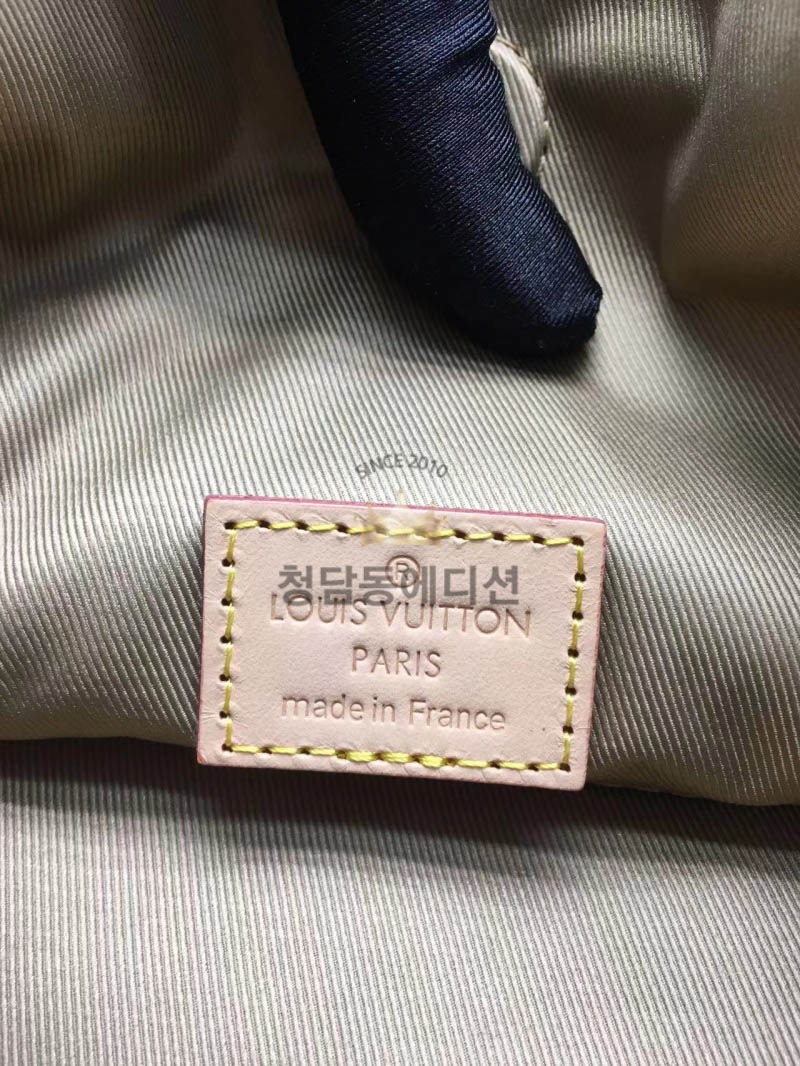 SINCE 2010
®
청담동에디션
LOUIS VUITTON
PARIS
made in France